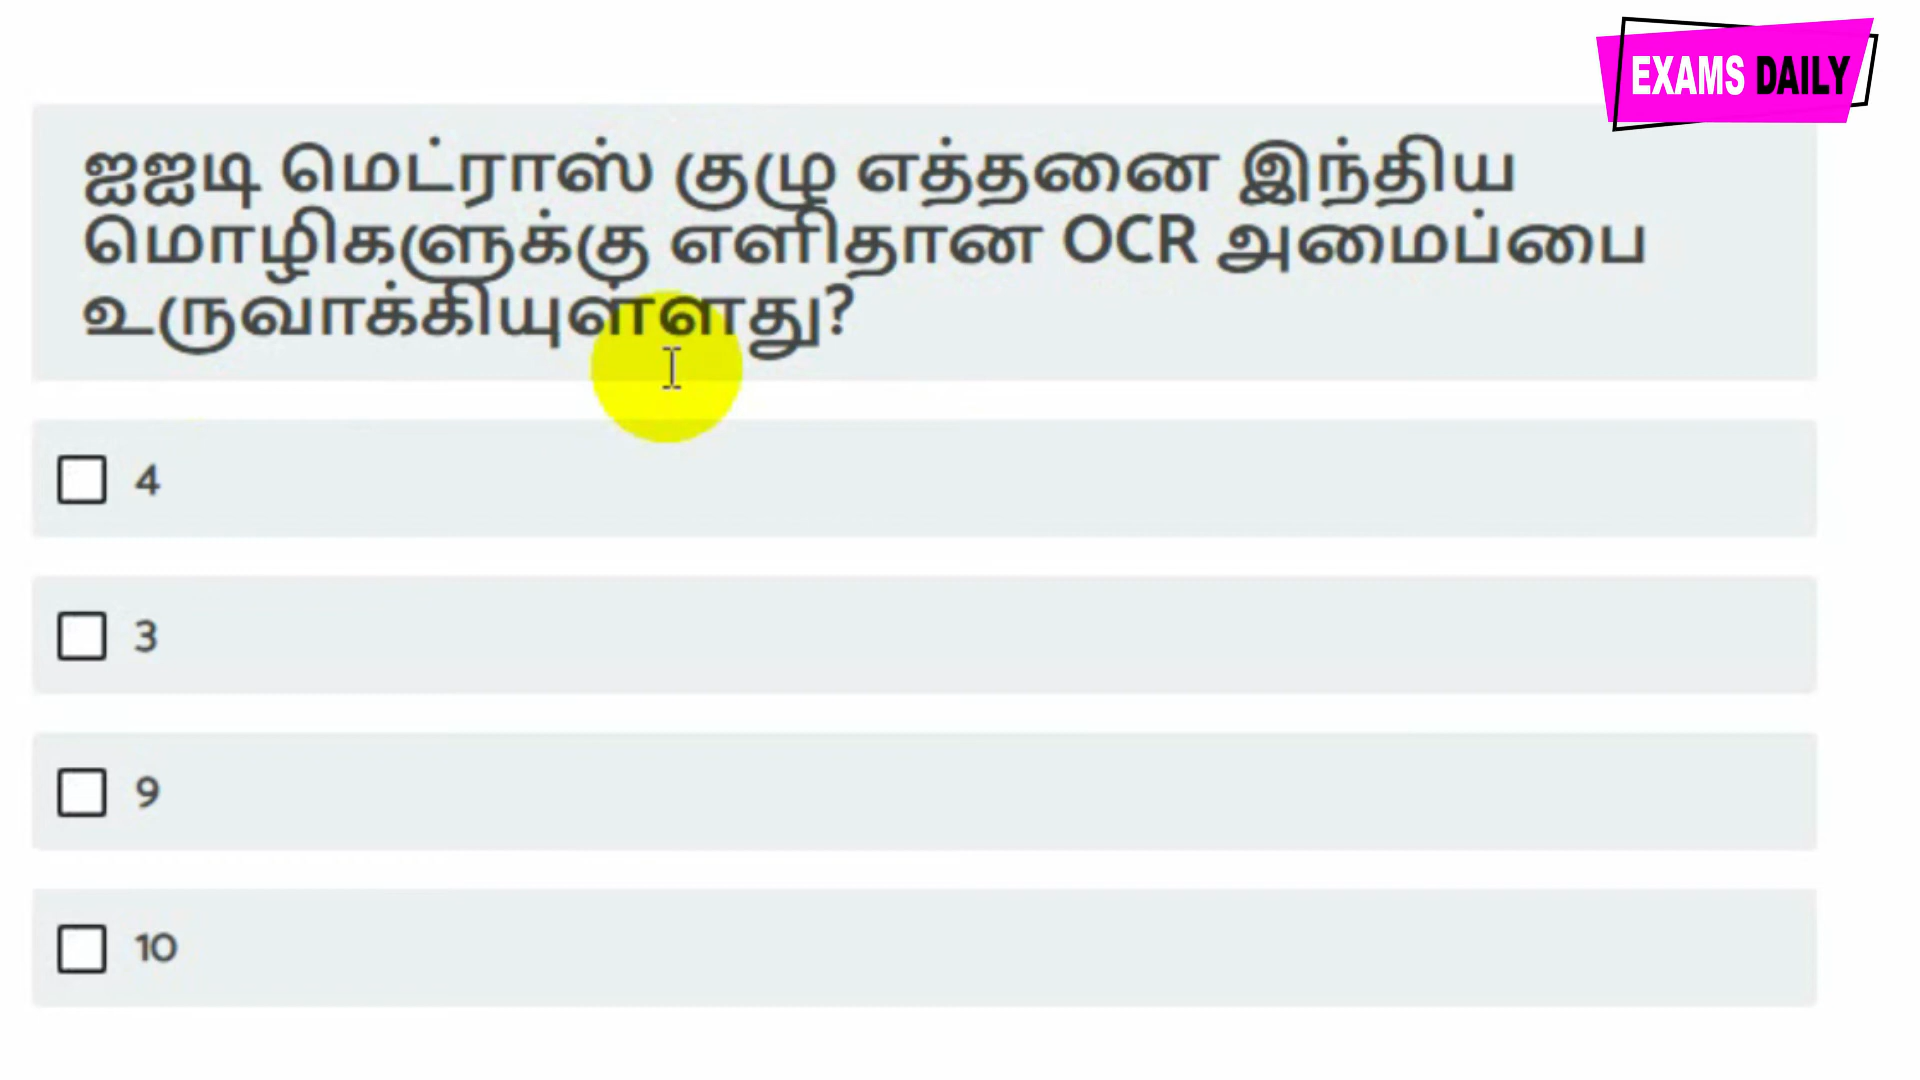 EXAMS DAILY
ஐஐடி மெட்ராஸ் குழு எத்தனை இந்திய
மொழிகளுக்கு எளிதான OCR அமைப்பை
உருவாக்கியுள்ளது?
4
3
9
10